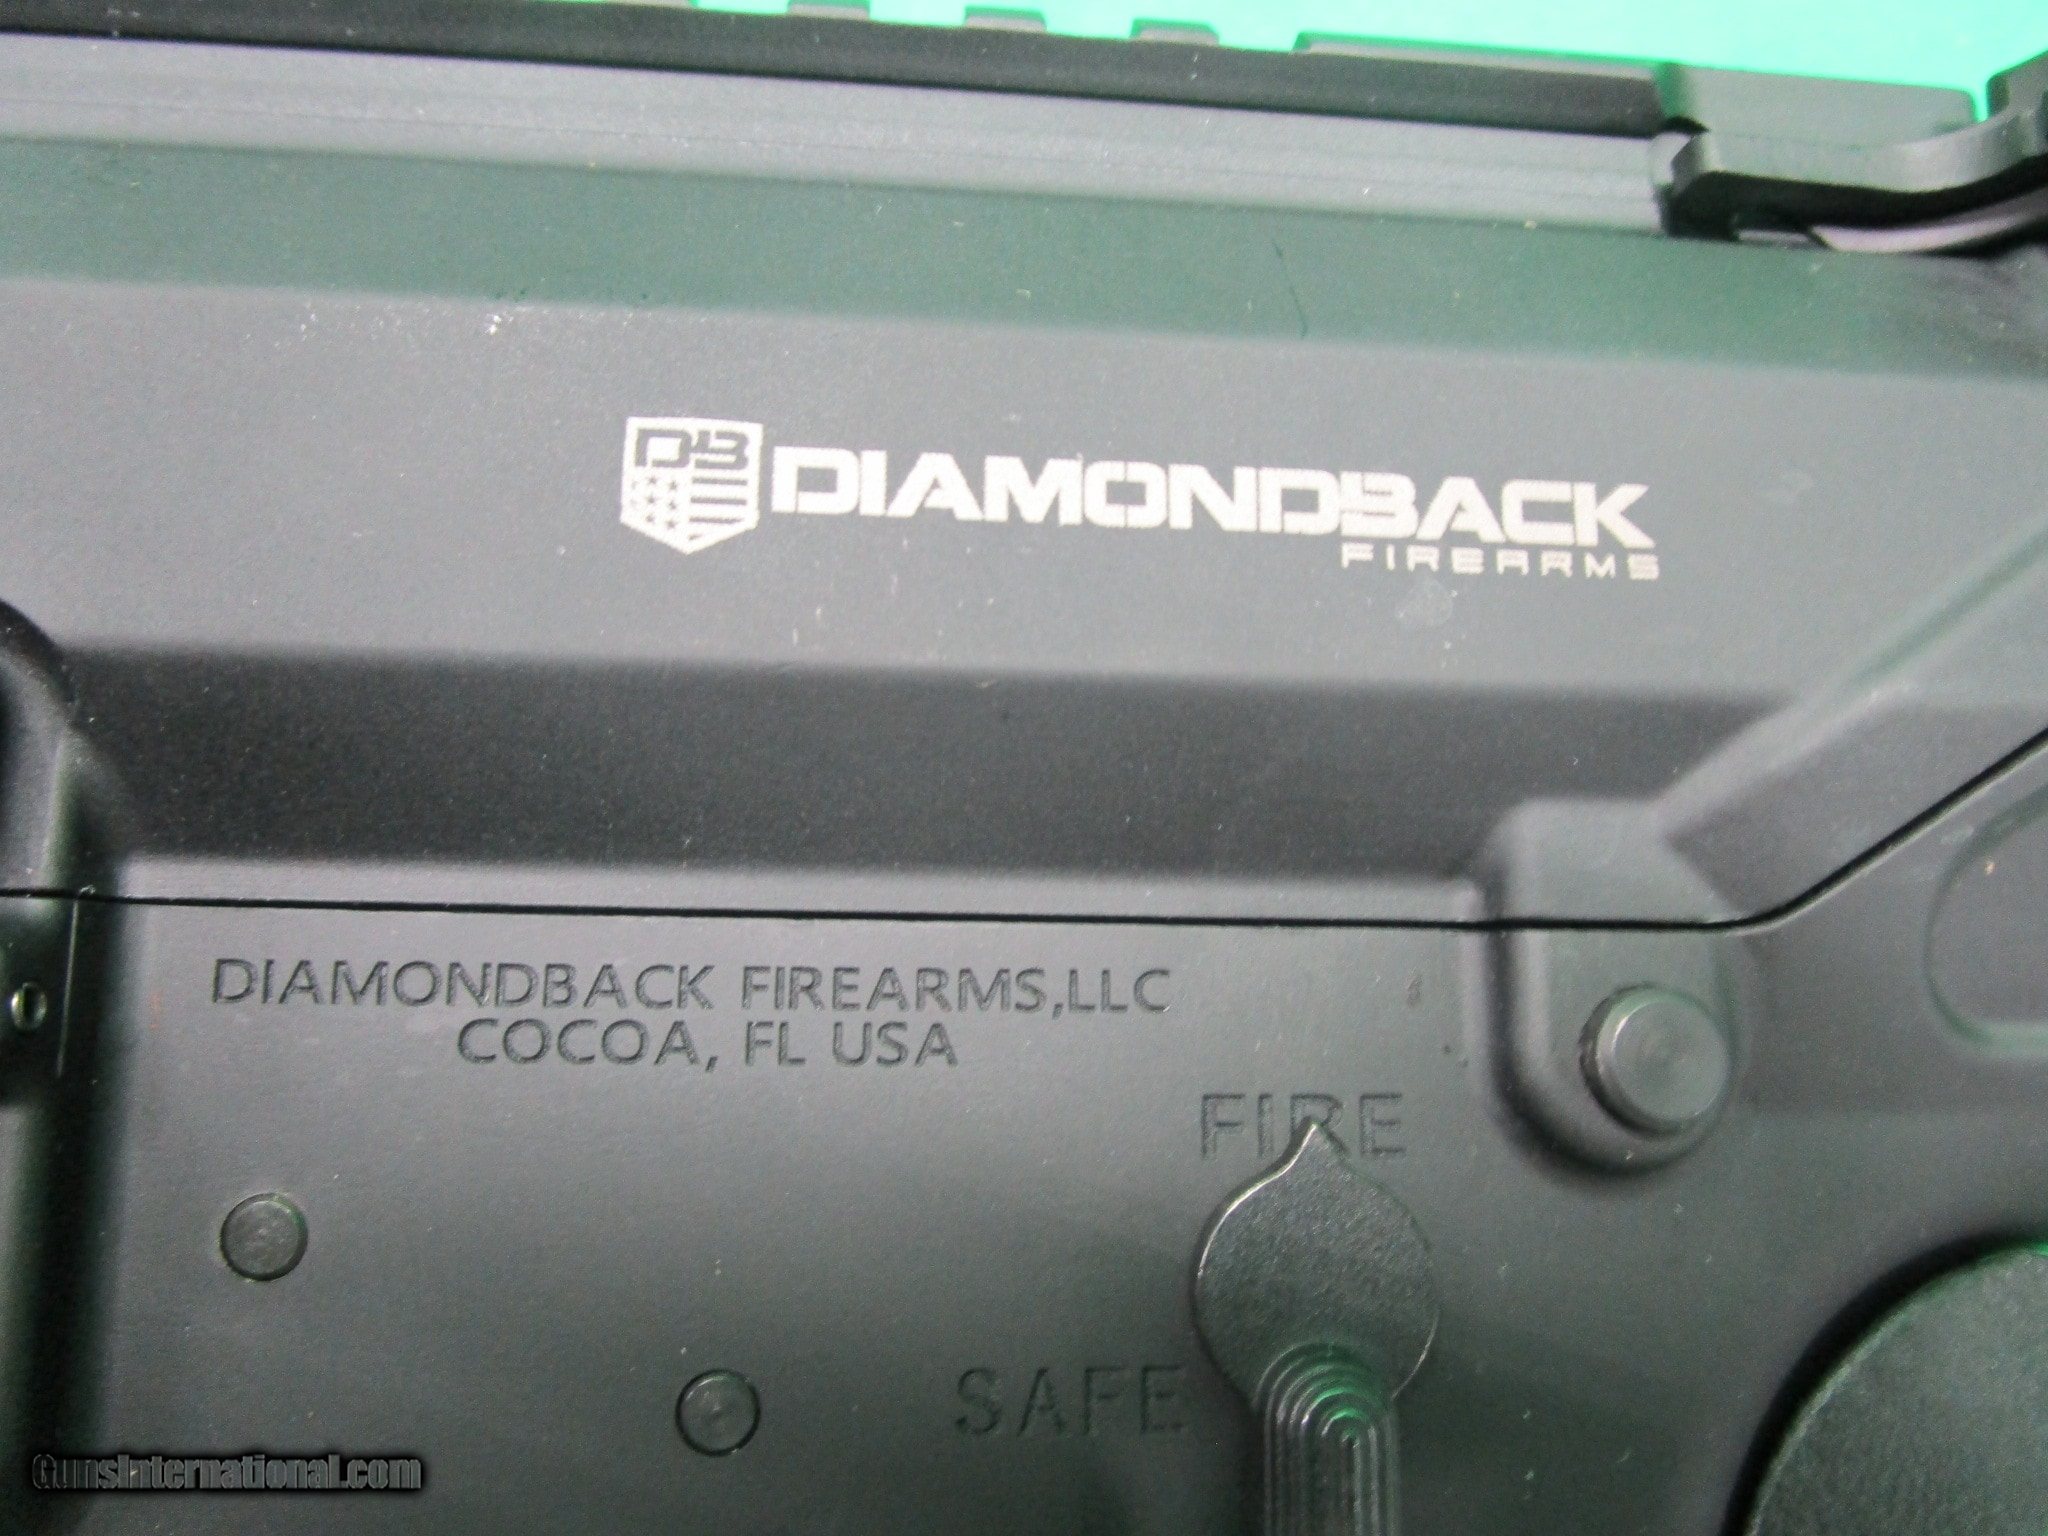 DB DIAMONDBACK
FIREARMS
DIAMONDBACK FIREARMS,LLC
COCOA, FL USA
FIRE
SAFE
GunsInternational.com